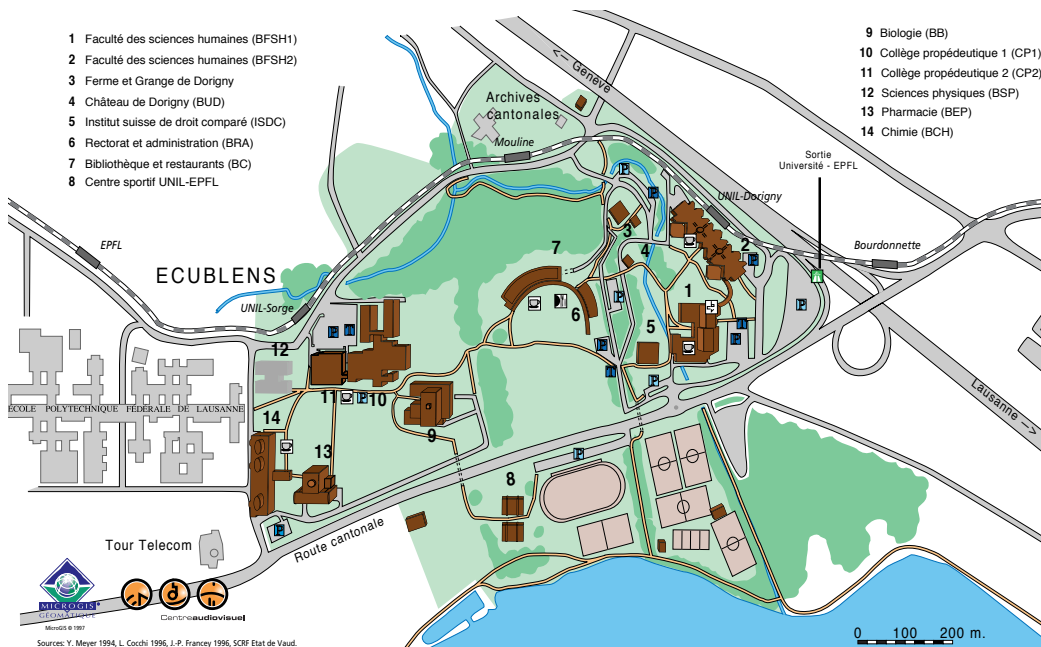 1 Faculté des sciences humaines (BFSH1)
2 Faculté des sciences humaines (BFSH2)
3 Ferme et Grange de Dorigny
4 Château de Dorigny (BUD)
5 Institut suisse de droit comparé (ISDC)
6 Rectorat et administration (BRA)
7 Bibliothèque et restaurants (BC)
8 Centre sportif UNIL-EPFL
9 Biologie (BB)
10 Collège propédeutique 1 (CP1)
11 Collège propédeutique 2 (CP2)
12 Sciences physiques (BSP)
13 Pharmacie (BEP)
14 Chimie (BCH)
<-- Genève
Archives
cantonales
Mouline
Sortie
Université - EPFL
UNIL-Dorigny
Bourdonnette
EPFL
ECUBLENS
UNIL-Sorge
P
P
P
P
P
P
P
P
P
P
P
P
P
1
2
3
4
5
6
7
8
9
10
11
12
13
14
ÉCOLE POLYTECHNIQUE FÉDÉRALE DE LAUSANNE
Lausanne -->
Route cantonale
Tour Telecom
MICROGIS
GÉOMATIQUE
MicroGIS © 1997
Centreaudiovisuel
0 100 200 m.
Sources: Y. Meyer 1994, L. Cocchi 1996, J.-P. Francey 1996, SCRF Etat de Vaud.